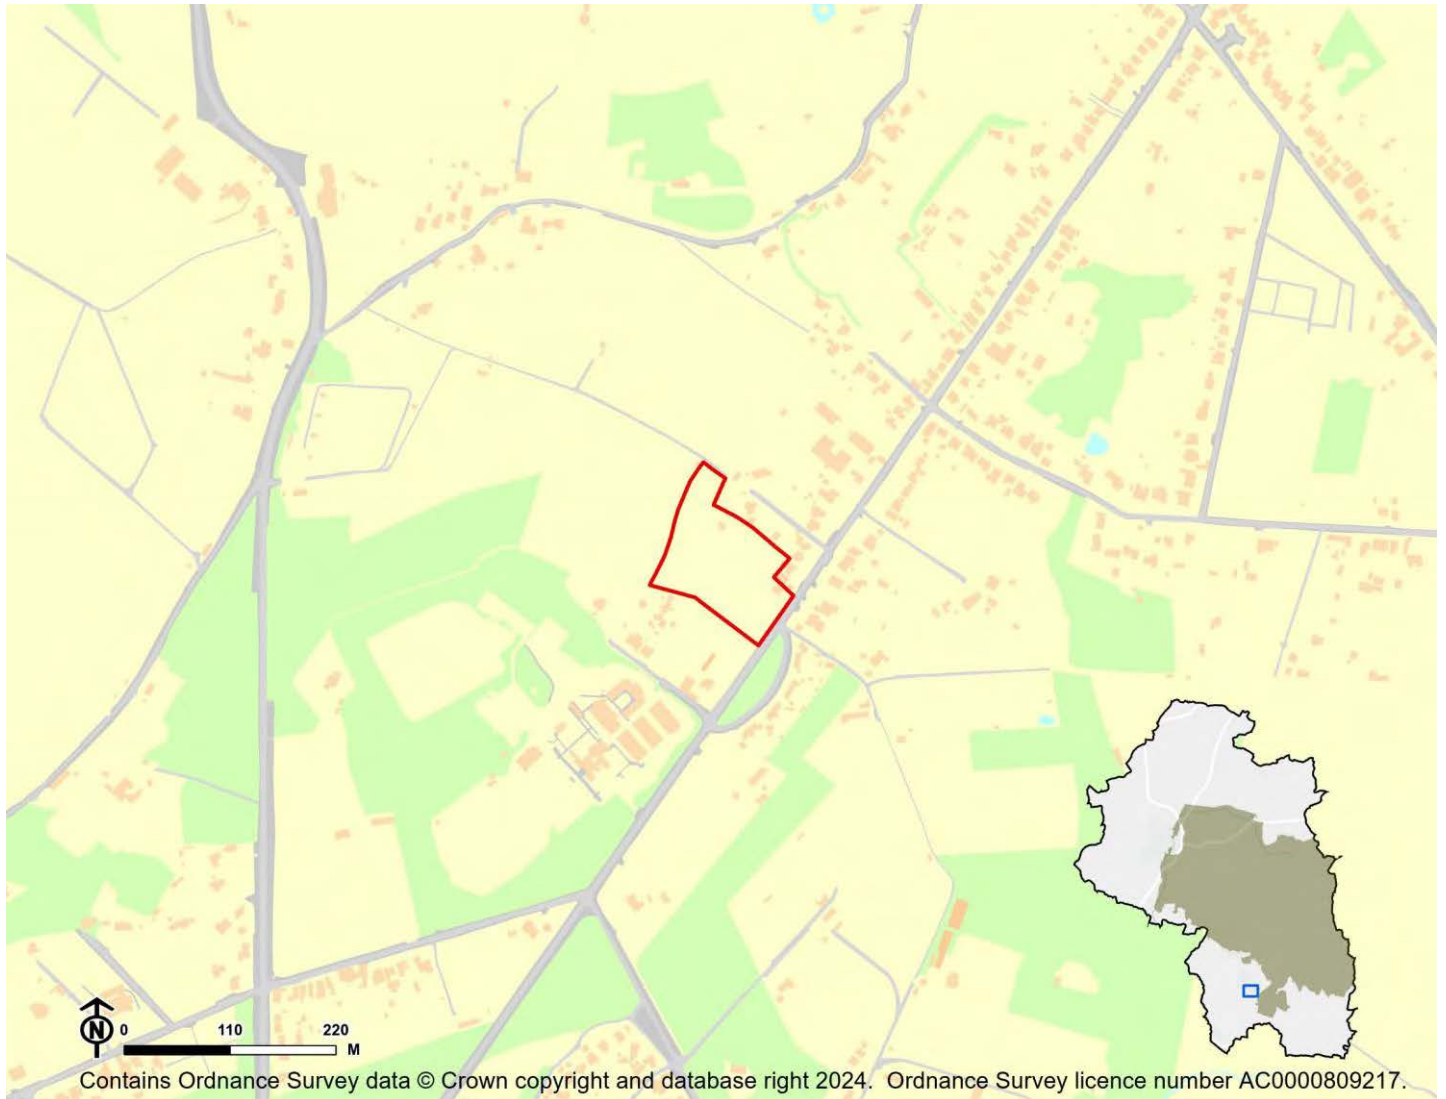 N 0 110 220
M
Contains Ordnance Survey data © Crown copyright and database right 2024. Ordnance Survey licence number AC0000809217.